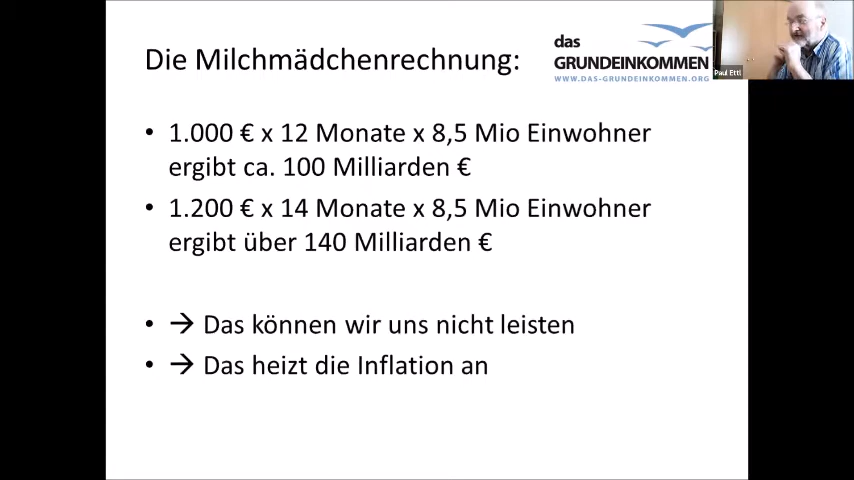 Die Milchmädchenrechnung:
das
GRUNDEINKOMMEN
WWW.DAS-GRUNDEINKOMMEN.ORG
Paul Ettl
• 1.000 € x 12 Monate x 8,5 Mio Einwohner
ergibt ca. 100 Milliarden €
• 1.200 € x 14 Monate x 8,5 Mio Einwohner
ergibt über 140 Milliarden €
• → Das können wir uns nicht leisten
• → Das heizt die Inflation an